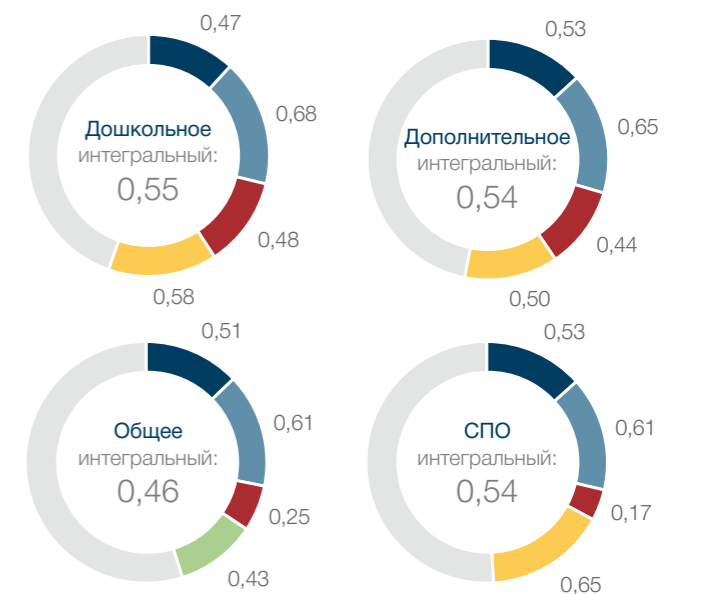 0,47
0,68
Дошкольное
интегральный:
0,55
0,48
0,58
0,53
0,65
Дополнительное
интегральный:
0,54
0,44
0,50
0,51
0,61
Общее
интегральный:
0,46
0,25
0,43
0,53
0,61
СПО
интегральный:
0,54
0,17
0,65